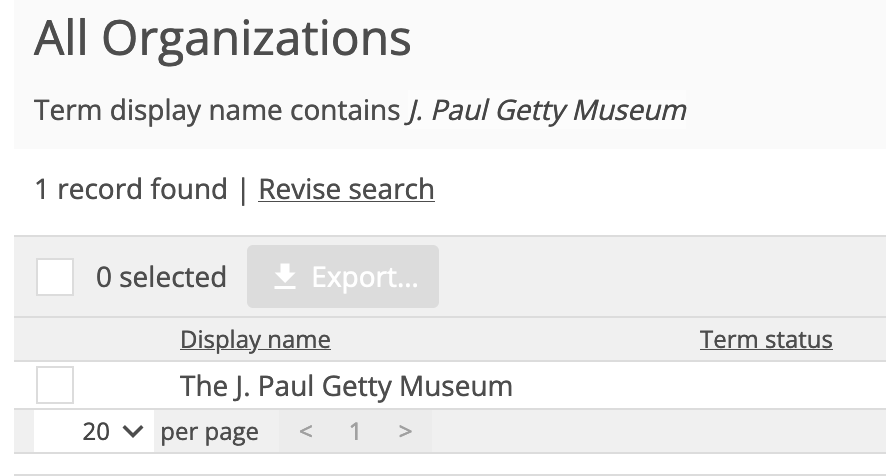 All Organizations
Term display name contains J. Paul Getty Museum
1 record found | Revise search
0 selected Export...
Display name Term status
The J. Paul Getty Museum
20 per page < 1 >